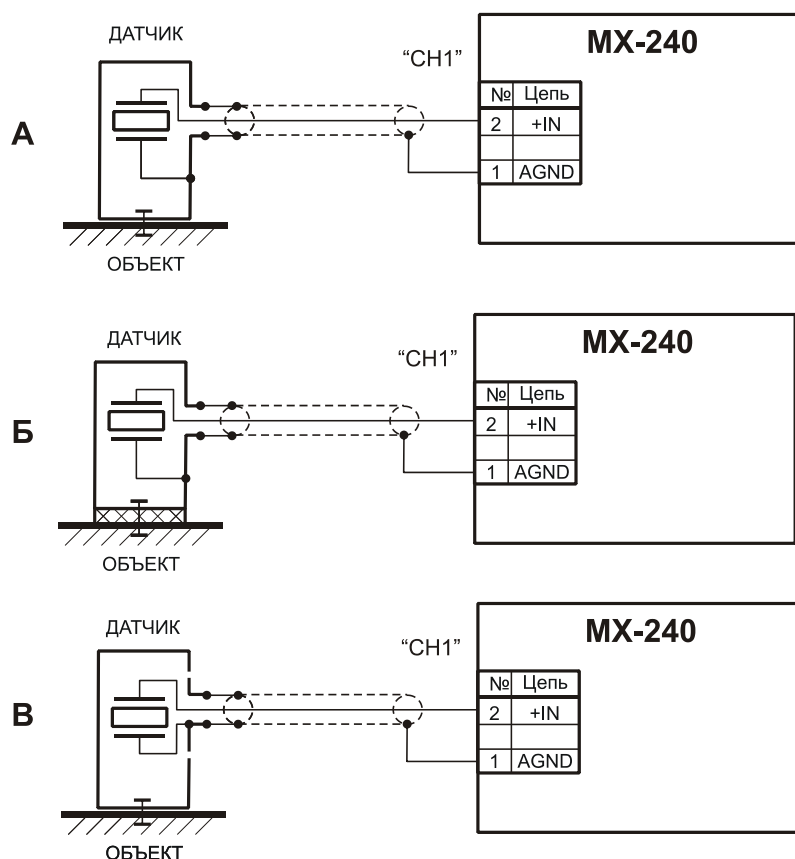 ДАТЧИК
MX-240
“CH1”
№ Цепь
2 +IN
1 AGND
А
ОБЪЕКТ
ДАТЧИК
MX-240
“CH1”
№ Цепь
2 +IN
1 AGND
Б
ОБЪЕКТ
ДАТЧИК
MX-240
“CH1”
№ Цепь
2 +IN
1 AGND
В
ОБЪЕКТ